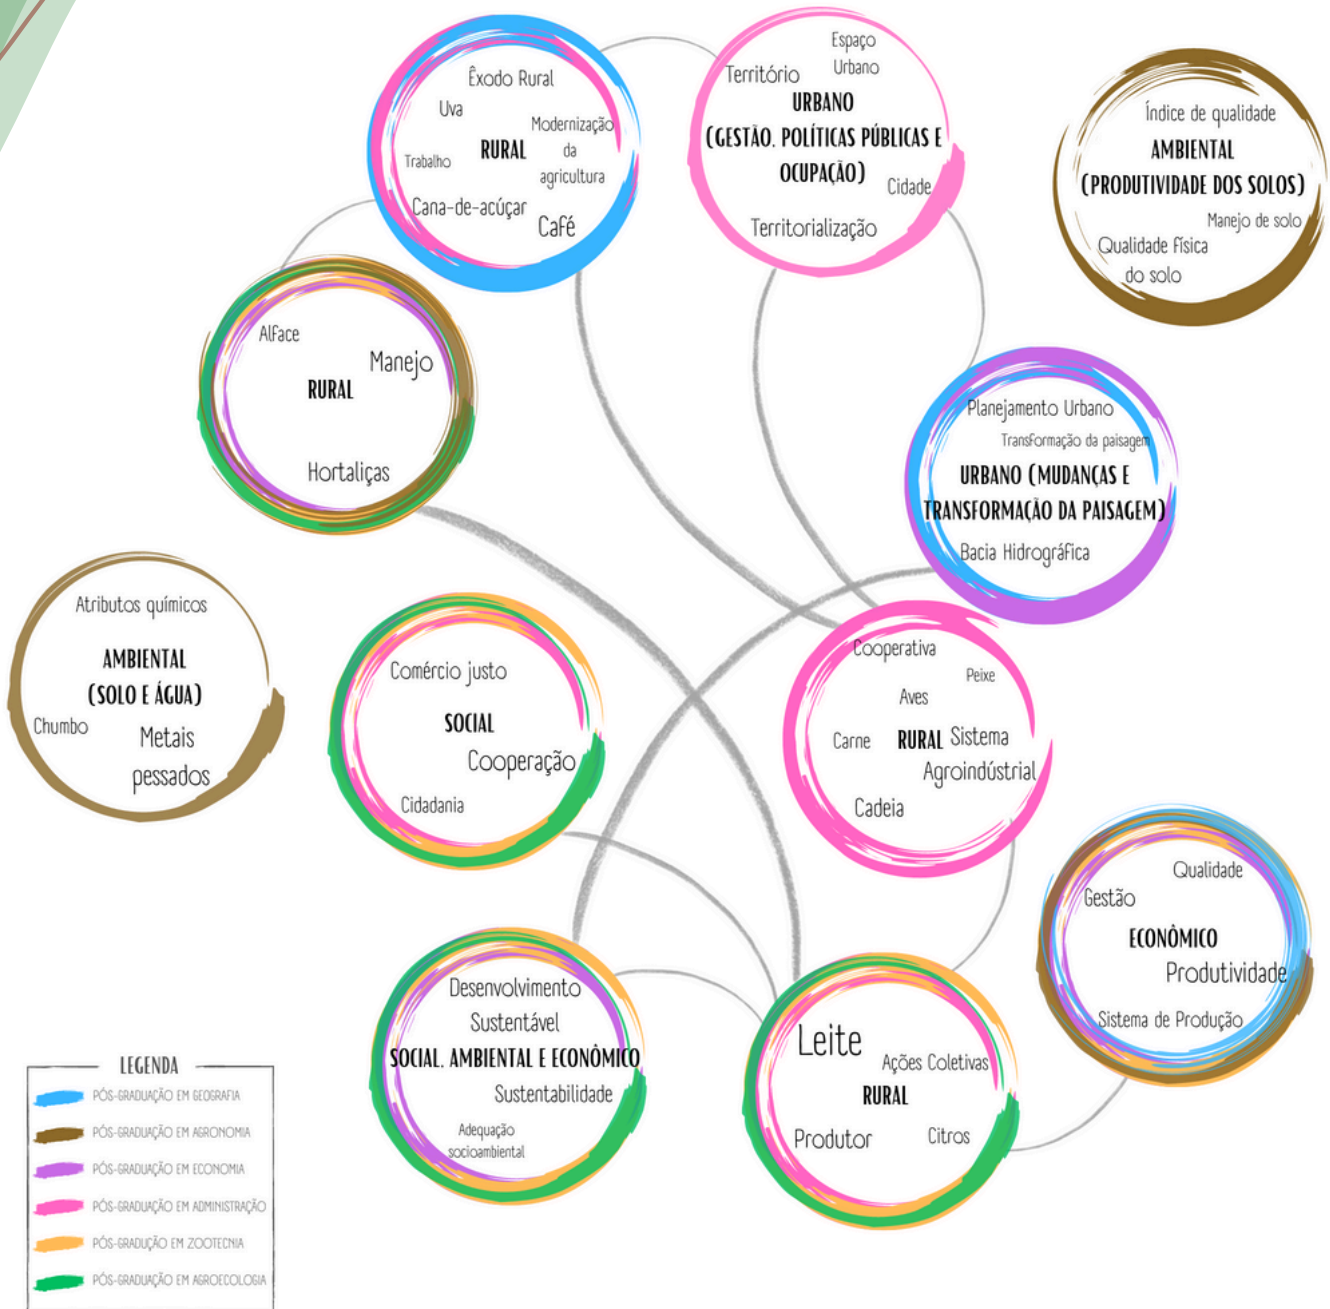 Êxodo Rural
Uva
Modernização
da
agricultura
RURAL
Trabalho
Cana-de-acúçar
Café
Espaço
Urbano
Território
URBANO
(GESTÃO, POLÍTICAS PÚBLICAS E
OCUPAÇÃO)
Cidade
Territorialização
Índice de qualidade
AMBIENTAL
(PRODUTIVIDADE DOS SOLOS)
Manejo de solo
Qualidade física
do solo
Alface
Manejo
RURAL
Hortaliças
Planejamento Urbano
Transformação da paisagem
URBANO (MUDANÇAS E
TRANSFORMAÇÃO DA PAISAGEM)
Bacia Hidrográfica
Atributos químicos
AMBIENTAL
(SOLO E ÁGUA)
Chumbo
Metais
pessados
Comércio justo
SOCIAL
Cooperação
Cidadania
Cooperativa
Peixe
Aves
Carne
RURAL
Sistema
Agroindústrial
Cadeia
Qualidade
Gestão
ECONÔMICO
Produtividade
Sistema de Produção
Desenvolvimento
Sustentável
SOCIAL, AMBIENTAL E ECONÔMICO
Sustentabilidade
Adequação
socioambiental
Leite
Ações Coletivas
RURAL
Produtor
Citros
LEGENDA
PÓS-GRADUAÇÃO EM GEOGRAFIA
PÓS-GRADUAÇÃO EM AGRONOMIA
PÓS-GRADUAÇÃO EM ECONOMIA
PÓS-GRADUAÇÃO EM ADMINISTRAÇÃO
PÓS-GRADUÇÃO EM ZOOTECNIA
PÓS-GRADUAÇÃO EM AGROECOLOGIA